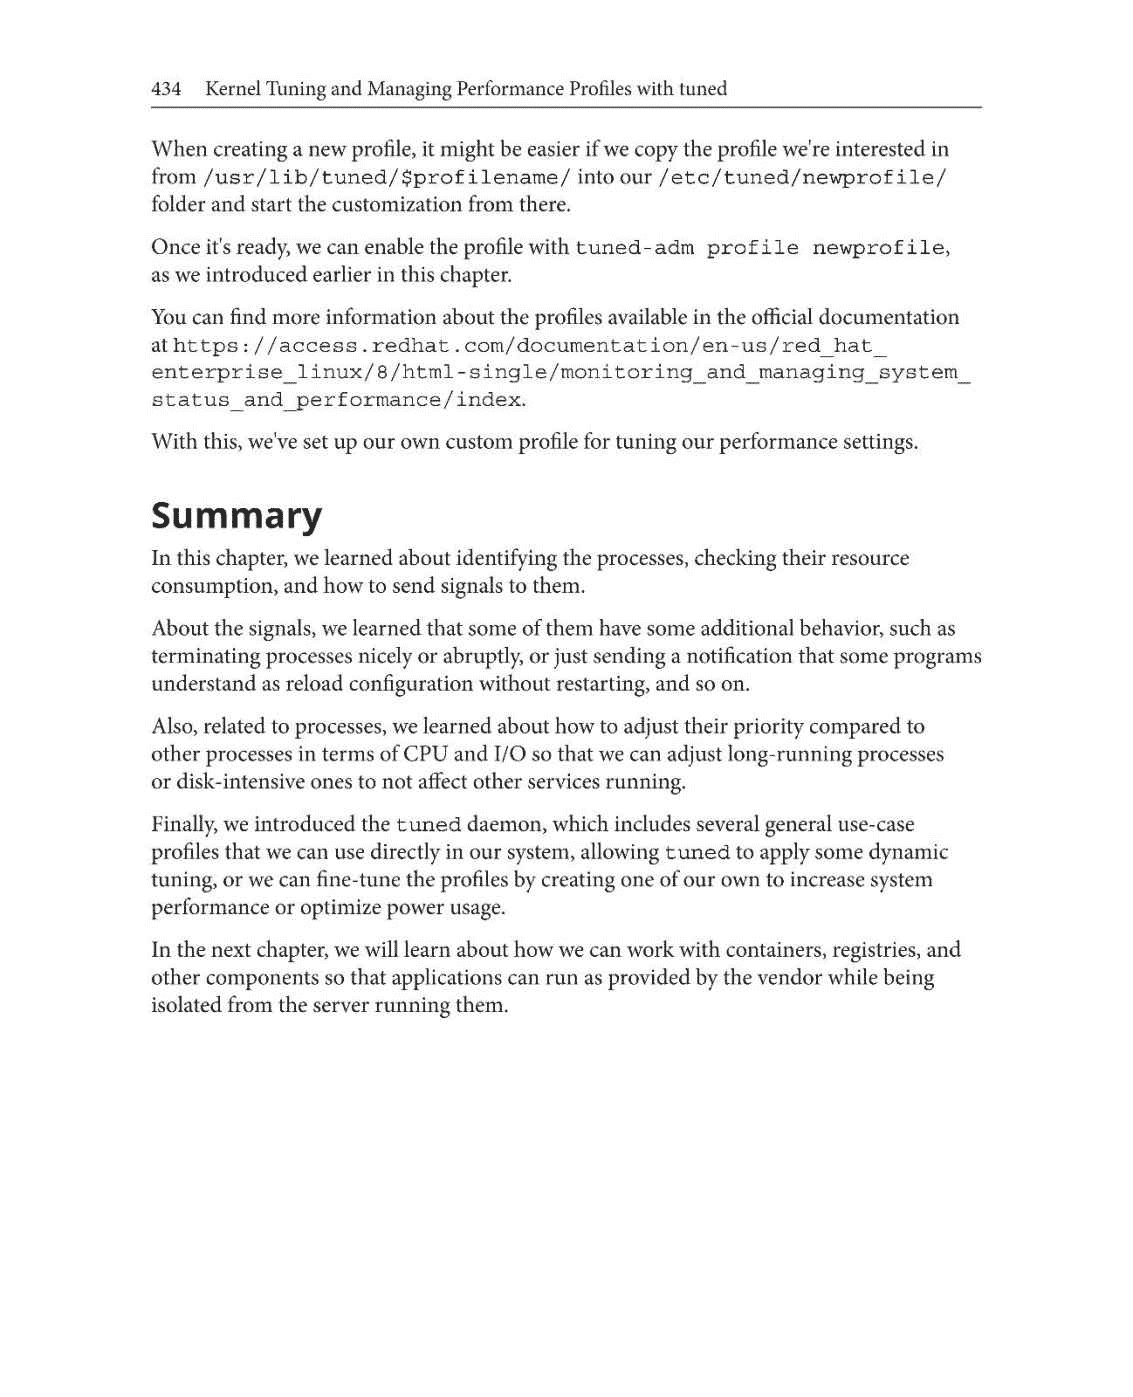 434 Kernel Tuning and Managing Performance Profiles with tuned
When creating a new profile, it might be easier if we copy the profile we're interested in
from /usr/lib/tuned/$profilename/ into our /etc/tuned/newprofile/
folder and start the customization from there.
Once it's ready, we can enable the profile with tuned-adm profile newprofile,
as we introduced earlier in this chapter.
You can find more information about the profiles available in the official documentation
at https://access.redhat.com/documentation/en-us/red_hat_
enterprise_linux/8/html-single/monitoring_and_managing_system_
status_and_performance/index.
With this, we've set up our own custom profile for tuning our performance settings.
Summary
In this chapter, we learned about identifying the processes, checking their resource
consumption, and how to send signals to them.
About the signals, we learned that some of them have some additional behavior, such as
terminating processes nicely or abruptly, or just sending a notification that some programs
understand as reload configuration without restarting, and so on.
Also, related to processes, we learned about how to adjust their priority compared to
other processes in terms of CPU and I/O so that we can adjust long-running processes
or disk-intensive ones to not affect other services running.
Finally, we introduced the tuned daemon, which includes several general use-case
profiles that we can use directly in our system, allowing tuned to apply some dynamic
tuning, or we can fine-tune the profiles by creating one of our own to increase system
performance or optimize power usage.
In the next chapter, we will learn about how we can work with containers, registries, and
other components so that applications can run as provided by the vendor while being
isolated from the server running them.